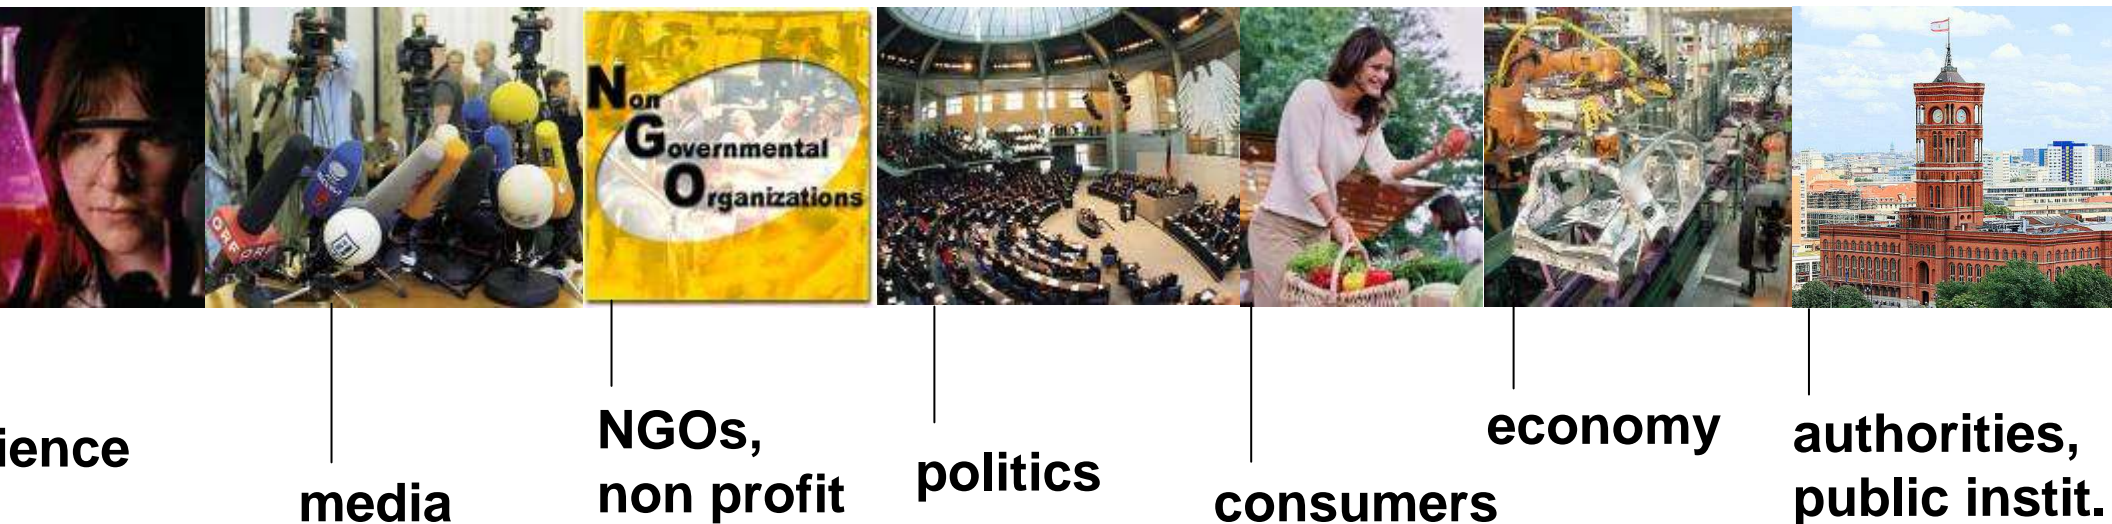 Non
Governmental
Organizations
ience
media
NGOs,
non profit
politics
consumers
economy
authorities,
public instit.